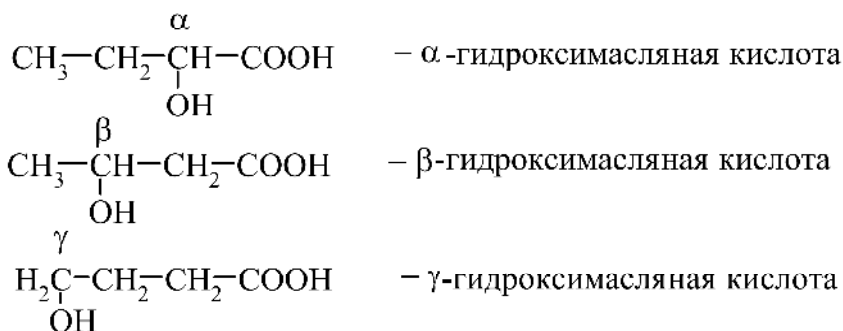 α
CH₃—CH₂—CH—COOH – α-гидроксимасляная кислота
OH
β
CH₃—CH—CH₂—COOH – β-гидроксимасляная кислота
OH
γ
H₂C—CH₂—CH₂—COOH – γ-гидроксимасляная кислота
OH